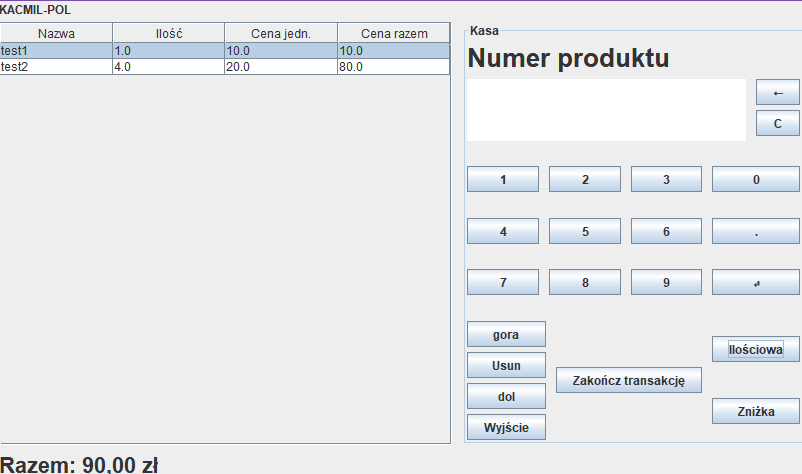 KACMIL-POL
Nazwa Ilość Cena jedn. Cena razem
test1 1.0 10.0 10.0
test2 4.0 20.0 80.0
Razem: 90,00 zł
Kasa
Numer produktu
←
C
1 2 3 0
4 5 6 .
7 8 9 ↲
gora
Usun
dol
Wyjście
Zakończ transakcję
Ilościowa
Zniżka